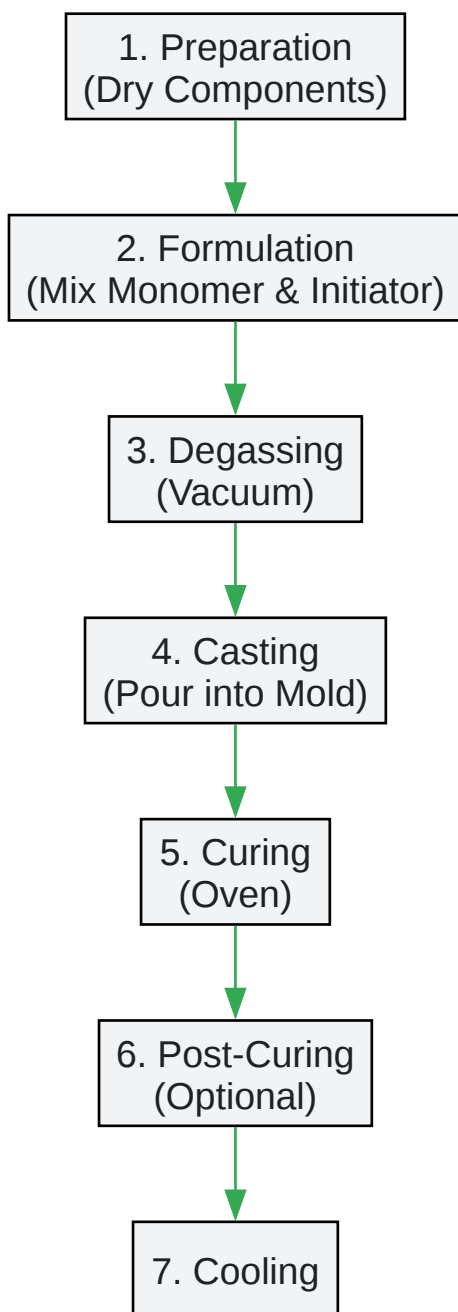 1. Preparation
(Dry Components)
2. Formulation
(Mix Monomer & Initiator)
3. Degassing
(Vacuum)
4. Casting
(Pour into Mold)
5. Curing
(Oven)
6. Post-Curing
(Optional)
7. Cooling